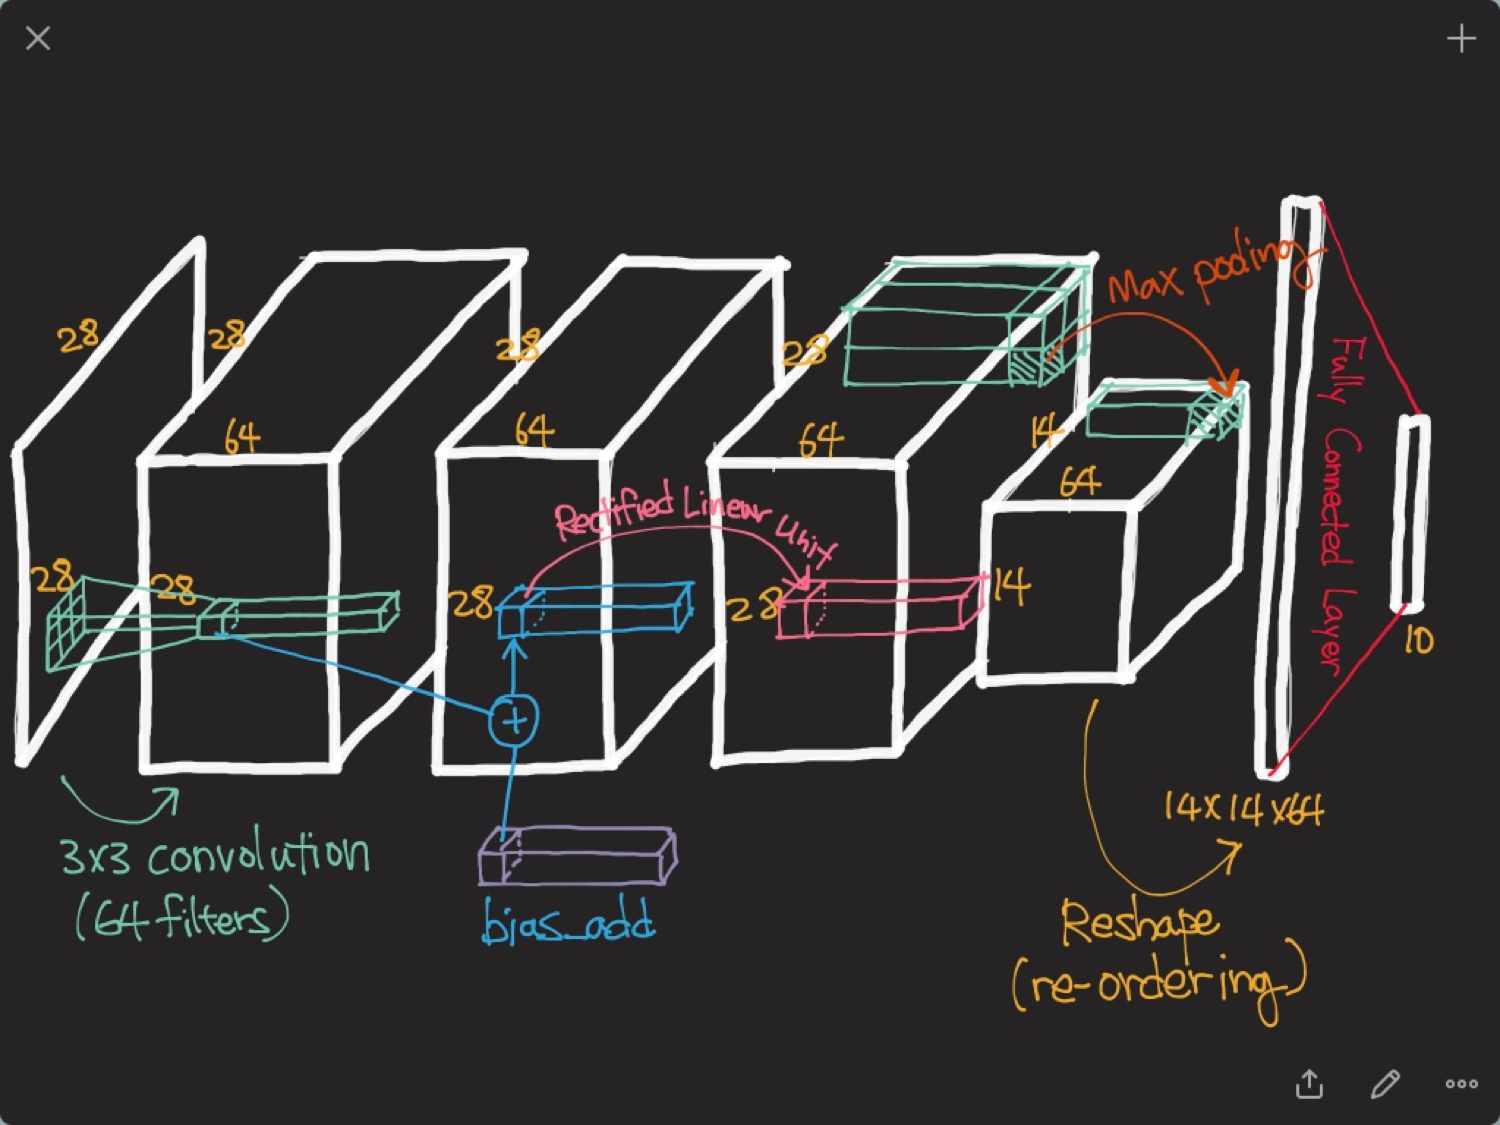 28
28
28
28
64
64
64
14
64
Max pooling
Rectified Linear Unit
28
28
28
28
14
Fully Connected Layer
10
14x14x64
3x3 convolution
(64 filters)
bias_add
+
Reshape
(re-ordering)